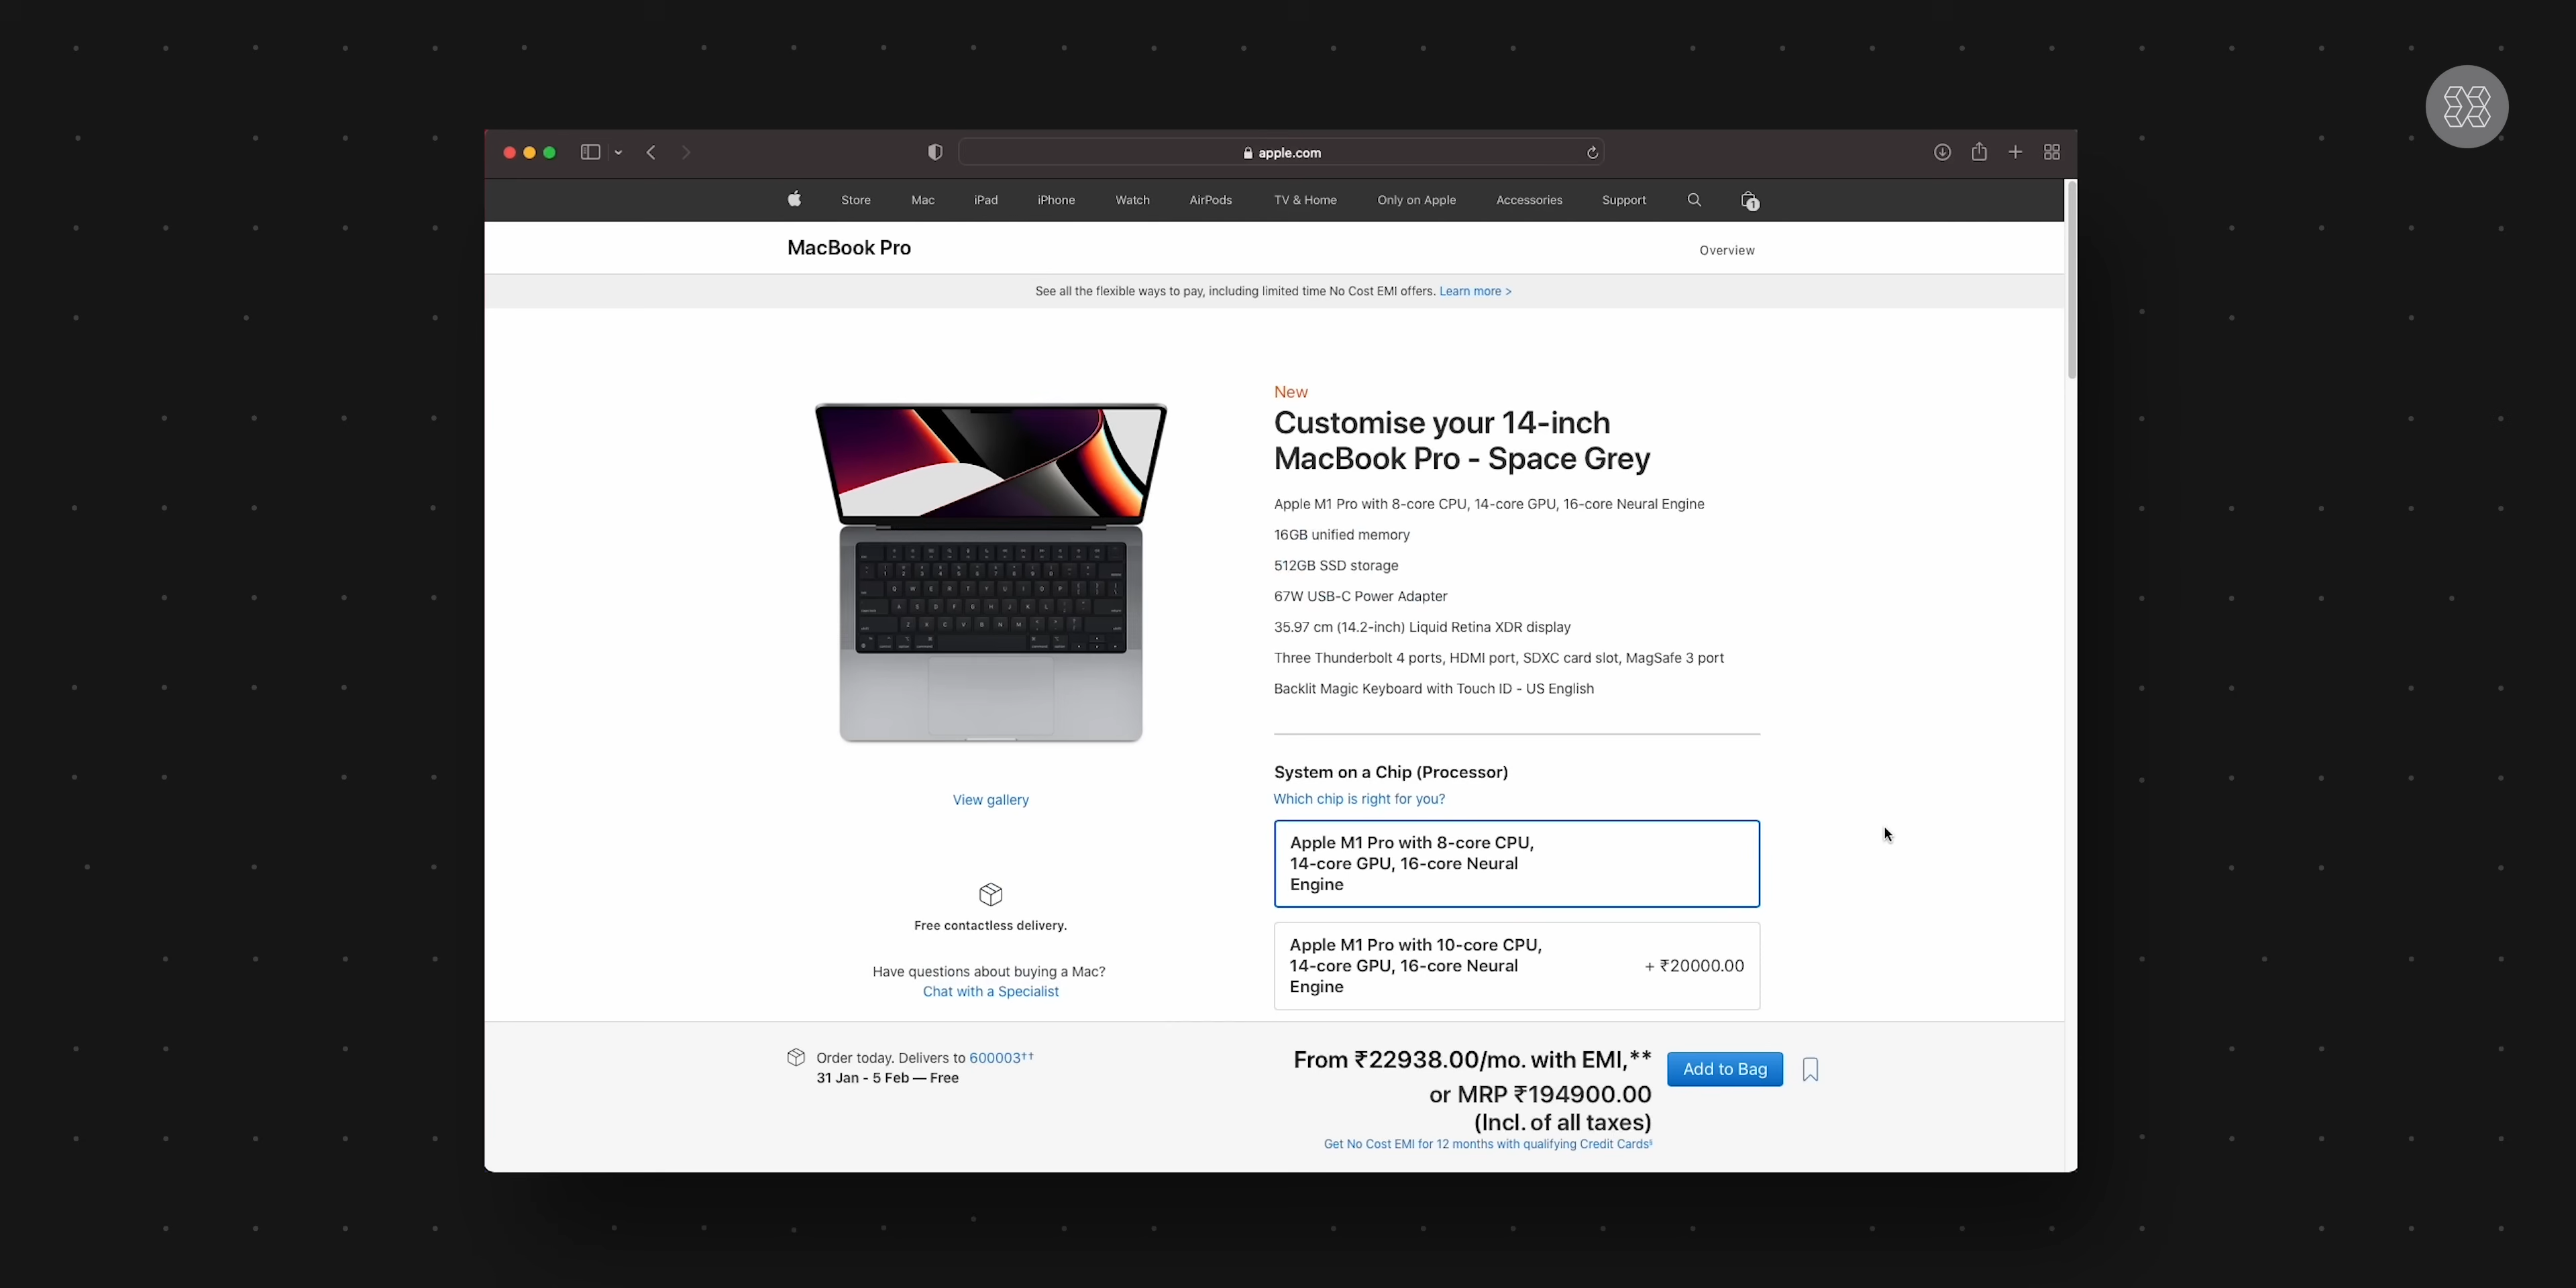 apple.com
Store Mac iPad iPhone Watch AirPods TV & Home Only on Apple Accessories Support 1
MacBook Pro
Overview
See all the flexible ways to pay, including limited time No Cost EMI offers. Learn more >
New
Customise your 14-inch
MacBook Pro - Space Grey
Apple M1 Pro with 8-core CPU, 14-core GPU, 16-core Neural Engine
16GB unified memory
512GB SSD storage
67W USB-C Power Adapter
35.97 cm (14.2-inch) Liquid Retina XDR display
Three Thunderbolt 4 ports, HDMI port, SDXC card slot, MagSafe 3 port
Backlit Magic Keyboard with Touch ID - US English
View gallery
Free contactless delivery.
Have questions about buying a Mac?
Chat with a Specialist
System on a Chip (Processor)
Which chip is right for you?
Apple M1 Pro with 8-core CPU,
14-core GPU, 16-core Neural
Engine
Apple M1 Pro with 10-core CPU,
14-core GPU, 16-core Neural
Engine
+ ₹20000.00
Order today. Delivers to 600003††
31 Jan - 5 Feb — Free
From ₹22938.00/mo. with EMI,**
or MRP ₹194900.00
(Incl. of all taxes)
Get No Cost EMI for 12 months with qualifying Credit Cards§
Add to Bag